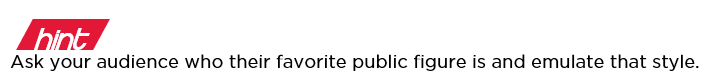 hint
Ask your audience who their favorite public figure is and emulate that style.